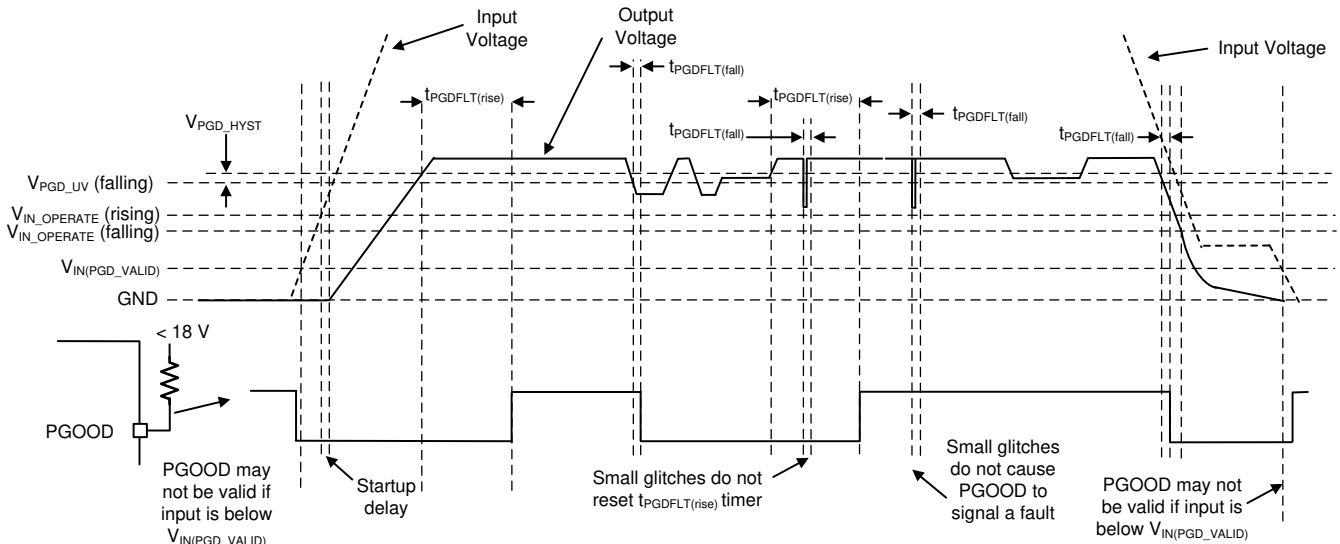 Input
Voltage
Output
Voltage
Input Voltage
tPGDFLT(fall)
tPGDFLT(rise)
tPGDFLT(rise)
tPGDFLT(fall)
tPGDFLT(fall)
tPGDFLT(fall)
VPGD_HYST
VPGD_UV (falling)
VIN_OPERATE (rising)
VIN_OPERATE (falling)
VIN(PGD_VALID)
GND
< 18 V
PGOOD
PGOOD may
not be valid if
input is below
VIN(PGD_VALID)
Startup
delay
Small glitches do not
reset tPGDFLT(rise) timer
Small glitches
do not cause
PGOOD to
signal a fault
PGOOD may not
be valid if input is
below VIN(PGD_VALID)